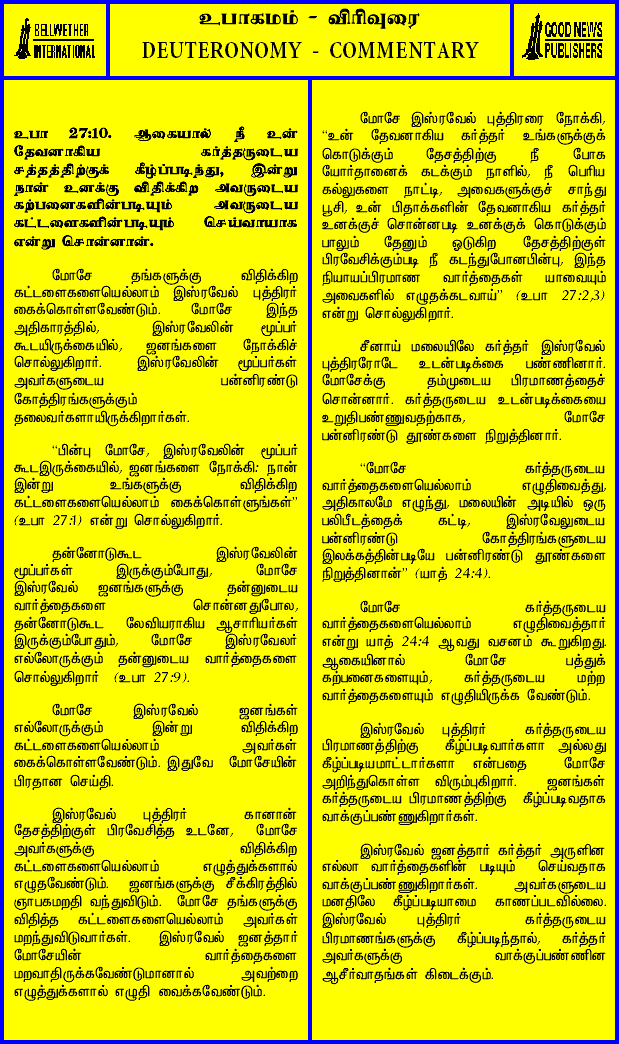 BELLWETHER
INTERNATIONAL
உபாகமம் - விரிவுரை
DEUTERONOMY - COMMENTARY
GOOD NEWS
PUBLISHERS
உபா 27:10. ஆகையால் நீ உன்
தேவனாகிய கர்த்தருடைய
சத்தத்திற்குக் கீழ்ப்படிந்து, இன்று
நான் உனக்கு விதிக்கிற அவருடைய
கற்பனைகளின்படியும் அவருடைய
கட்டளைகளின்படியும் செய்வாயாக
என்று சொன்னான்.
மோசே தங்களுக்கு விதிக்கிற
கட்டளைகளையெல்லாம் இஸ்ரவேல் புத்திரர்
கைக்கொள்ளவேண்டும். மோசே இந்த
அதிகாரத்தில், இஸ்ரவேலின் மூப்பர்
கூடயிருக்கையில், ஜனங்களை நோக்கிச்
சொல்லுகிறார். இஸ்ரவேலின் மூப்பர்கள்
அவர்களுடைய பன்னிரண்டு
கோத்திரங்களுக்கும்
தலைவர்களாயிருக்கிறார்கள்.
“பின்பு மோசே, இஸ்ரவேலின் மூப்பர்
கூடஇருக்கையில், ஜனங்களை நோக்கி: நான்
இன்று உங்களுக்கு விதிக்கிற
கட்டளைகளையெல்லாம் கைக்கொள்ளுங்கள்”
(உபா 27:1) என்று சொல்லுகிறார்.
தன்னோடுகூட இஸ்ரவேலின்
மூப்பர்கள் இருக்கும்போது, மோசே
இஸ்ரவேல் ஜனங்களுக்கு தன்னுடைய
வார்த்தைகளை சொன்னதுபோல,
தன்னோடுகூட லேவியராகிய ஆசாரியர்கள்
இருக்கும்போதும், மோசே இஸ்ரவேலர்
எல்லோருக்கும் தன்னுடைய வார்த்தைகளை
சொல்லுகிறார் (உபா 27:9).
மோசே இஸ்ரவேல் ஜனங்கள்
எல்லோருக்கும் இன்று விதிக்கிற
கட்டளைகளையெல்லாம் அவர்கள்
கைக்கொள்ளவேண்டும். இதுவே மோசேயின்
பிரதான செய்தி.
இஸ்ரவேல் புத்திரர் கானான்
தேசத்திற்குள் பிரவேசித்த உடனே, மோசே
அவர்களுக்கு விதிக்கிற
கட்டளைகளையெல்லாம் எழுத்துக்களால்
எழுதவேண்டும். ஜனங்களுக்கு சீக்கிரத்தில்
ஞாபகமறதி வந்துவிடும். மோசே தங்களுக்கு
விதித்த கட்டளைகளையெல்லாம் அவர்கள்
மறந்துவிடுவார்கள். இஸ்ரவேல் ஜனத்தார்
மோசேயின் வார்த்தைகளை
மறவாதிருக்கவேண்டுமானால் அவற்றை
எழுத்துக்களால் எழுதி வைக்கவேண்டும்.
மோசே இஸ்ரவேல் புத்திரரை நோக்கி,
“உன் தேவனாகிய கர்த்தர் உங்களுக்குக்
கொடுக்கும் தேசத்திற்கு நீ போக
யோர்தானைக் கடக்கும் நாளில், நீ பெரிய
கல்லுகளை நாட்டி, அவைகளுக்குச் சாந்து
பூசி, உன் பிதாக்களின் தேவனாகிய கர்த்தர்
உனக்குச் சொன்னபடி உனக்குக் கொடுக்கும்
பாலும் தேனும் ஓடுகிற தேசத்திற்குள்
பிரவேசிக்கும்படி நீ கடந்துபோனபின்பு, இந்த
நியாயப்பிரமாண வார்த்தைகள் யாவையும்
அவைகளில் எழுதக்கடவாய்” (உபா 27:2,3)
என்று சொல்லுகிறார்.
சீனாய் மலையிலே கர்த்தர் இஸ்ரவேல்
புத்திரரோடே உடன்படிக்கை பண்ணினார்.
மோசேக்கு தம்முடைய பிரமாணத்தைச்
சொன்னார். கர்த்தருடைய உடன்படிக்கையை
உறுதிபண்ணுவதற்காக, மோசே
பன்னிரண்டு தூண்களை நிறுத்தினார்.
“மோசே கர்த்தருடைய
வார்த்தைகளையெல்லாம் எழுதிவைத்து,
அதிகாலமே எழுந்து, மலையின் அடியில் ஒரு
பலிபீடத்தைக் கட்டி, இஸ்ரவேலுடைய
பன்னிரண்டு கோத்திரங்களுடைய
இலக்கத்தின்படியே பன்னிரண்டு தூண்களை
நிறுத்தினான்” (யாத் 24:4).
மோசே கர்த்தருடைய
வார்த்தைகளையெல்லாம் எழுதிவைத்தார்
என்று யாத் 24:4 ஆவது வசனம் கூறுகிறது.
ஆகையினால் மோசே பத்துக்
கற்பனைகளையும், கர்த்தருடைய மற்ற
வார்த்தைகளையும் எழுதியிருக்க வேண்டும்.
இஸ்ரவேல் புத்திரர் கர்த்தருடைய
பிரமாணத்திற்கு கீழ்ப்படிவார்களா அல்லது
கீழ்ப்படியமாட்டார்களா என்பதை மோசே
அறிந்துகொள்ள விரும்புகிறார். ஜனங்கள்
கர்த்தருடைய பிரமாணத்திற்கு கீழ்ப்படிவதாக
வாக்குப்பண்ணுகிறார்கள்.
இஸ்ரவேல் ஜனத்தார் கர்த்தர் அருளின
எல்லா வார்த்தைகளின் படியும் செய்வதாக
வாக்குப்பண்ணுகிறார்கள். அவர்களுடைய
மனதிலே கீழ்ப்படியாமை காணப்படவில்லை.
இஸ்ரவேல் புத்திரர் கர்த்தருடைய
பிரமாணங்களுக்கு கீழ்ப்படிந்தால், கர்த்தர்
அவர்களுக்கு வாக்குப்பண்ணின
ஆசீர்வாதங்கள் கிடைக்கும்.